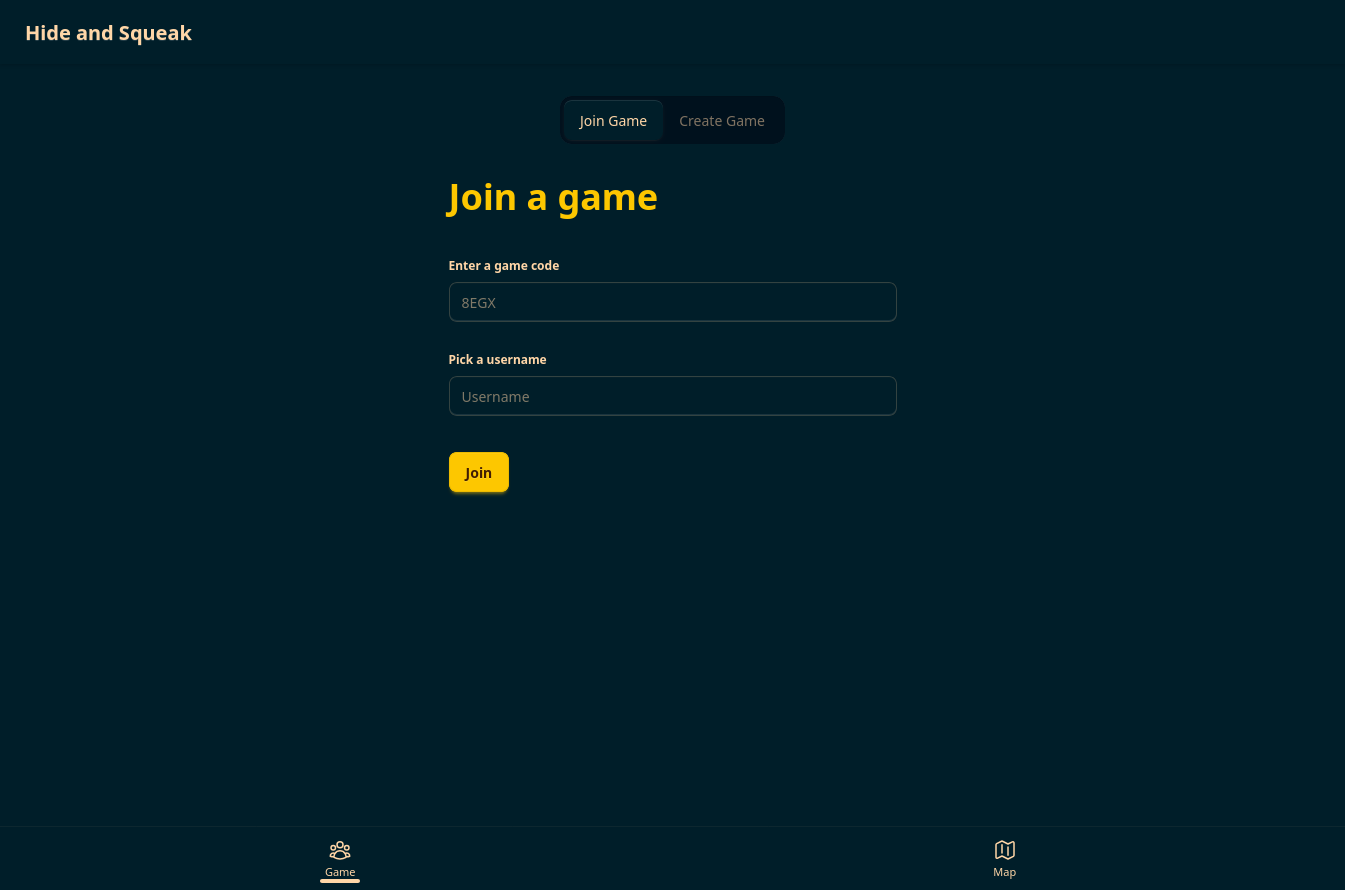 Hide and Squeak
Join Game
Create Game
Join a game
Enter a game code
8EGX
Pick a username
Username
Join
Game
Map